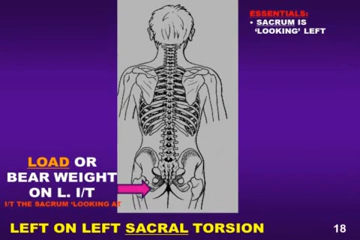 ESSENTIALS:
• SACRUM IS
'LOOKING' LEFT
LOAD OR
BEAR WEIGHT
ON L. I/T
I/T THE SACRUM 'LOOKING AT
LEFT ON LEFT SACRAL TORSION
18